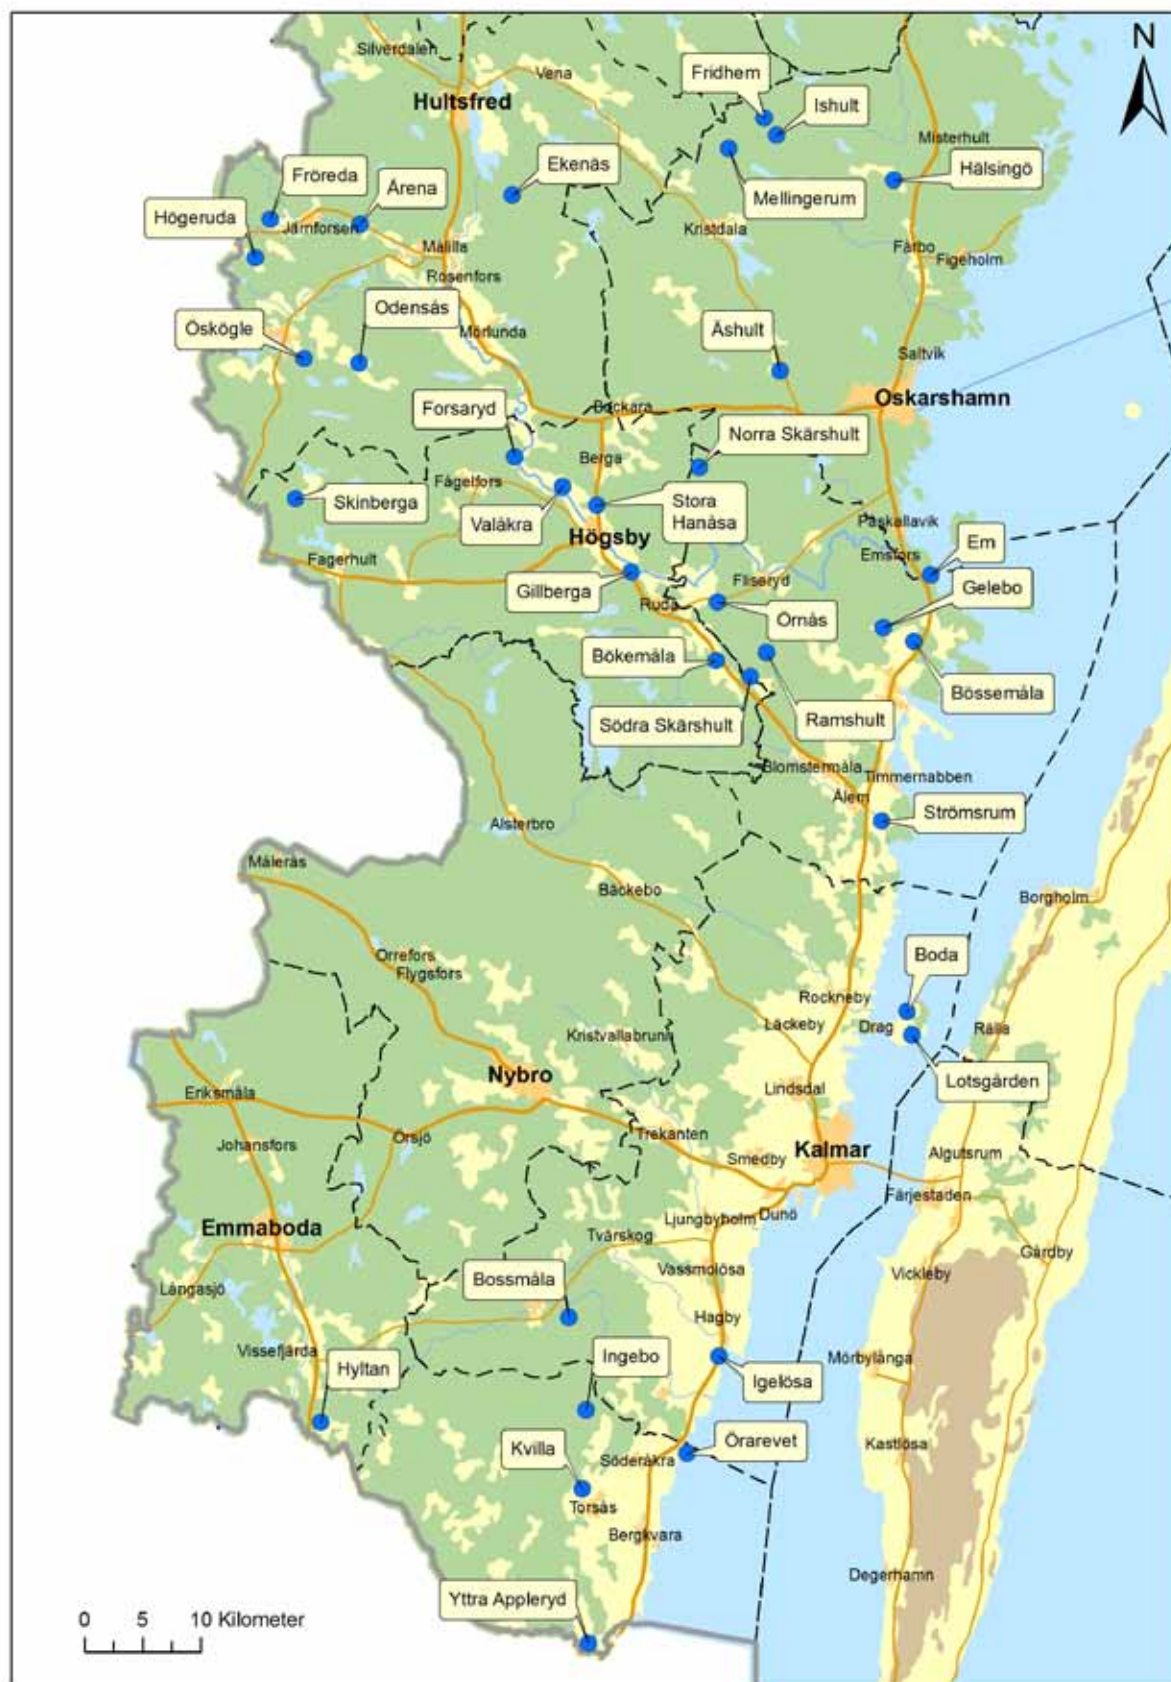 Silverdalen
Vena
Fridhem
N
Hultsfred
Ishult
Misterhult
Ekenäs
Hälsingö
Fröreda
Årena
Mellingerum
Högeruda
Järnforsen
Kristdala
Målilla
Fårbo
Figeholm
Rosenfors
Odensås
Öskögle
Mörlunda
Åshult
Saltvik
Oskarshamn
Forsaryd
Bockara
Norra Skärshult
Berga
Fågelfors
Skinberga
Stora
Hanåsa
Valåkra
Påskallavik
Högsby
Em
Emsfors
Fagerhult
Fliseryd
Gelebo
Gillberga
Ruda
Örnäs
Bökemåla
Bössemåla
Södra Skärshult
Ramshult
Blomstermåla
Timmernabben
Ålem
Strömsrum
Alsterbro
Målerås
Bäckebo
Borgholm
Orrefors
Boda
Flygsfors
Rockneby
Läckeby
Drag
Rälla
Kristvallabrunn
Nybro
Lotsgården
Lindsdal
Eriksmåla
Johansfors
Örsjö
Trekanten
Kalmar
Smedby
Algutsrum
Färjestaden
Ljungbyholm
Dunö
Emmaboda
Tvärskog
Gårdby
Vassmolösa
Vickleby
Bossmåla
Långasjö
Hagby
Vissefjärda
Ingebo
Mörbylånga
Hyltan
Igelösa
Örarevet
Kastlösa
Kvilla
Söderåkra
Torsås
Bergkvara
Degerhamn
Yttra Appleryd
0 5 10 Kilometer